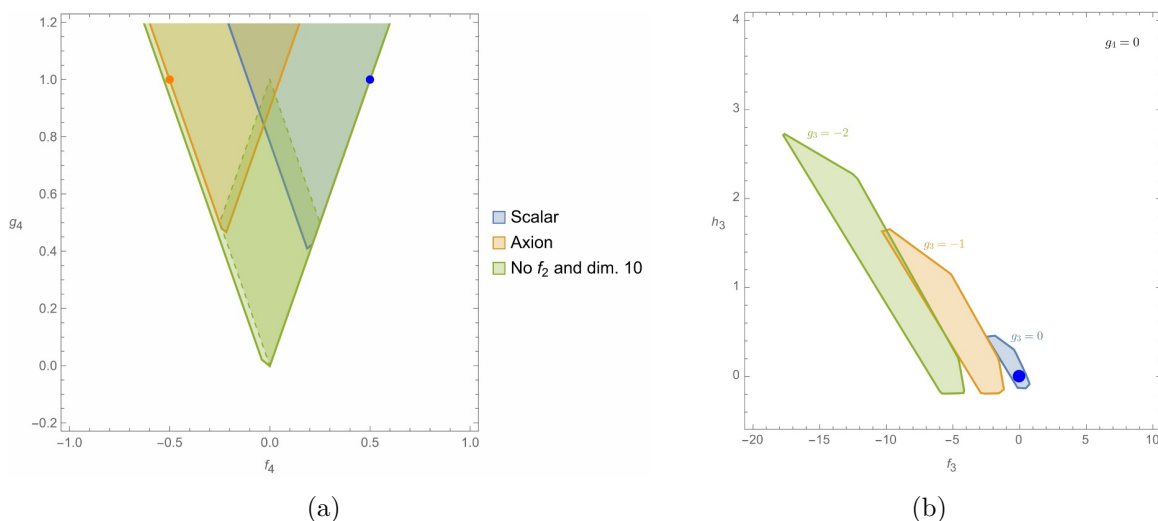 1.2
1.0
0.8
0.6
0.4
0.2
0.0
−0.2
g₄
−1.0 −0.5 0.0 0.5 1.0
f₄
Scalar
Axion
No f₂ and dim. 10
(a)
4
3
2
1
0
h₃
g₄ = 0
g₃ = −2
g₃ = −1
g₃ = 0
−20 −15 −10 −5 0 5 10
f₃
(b)